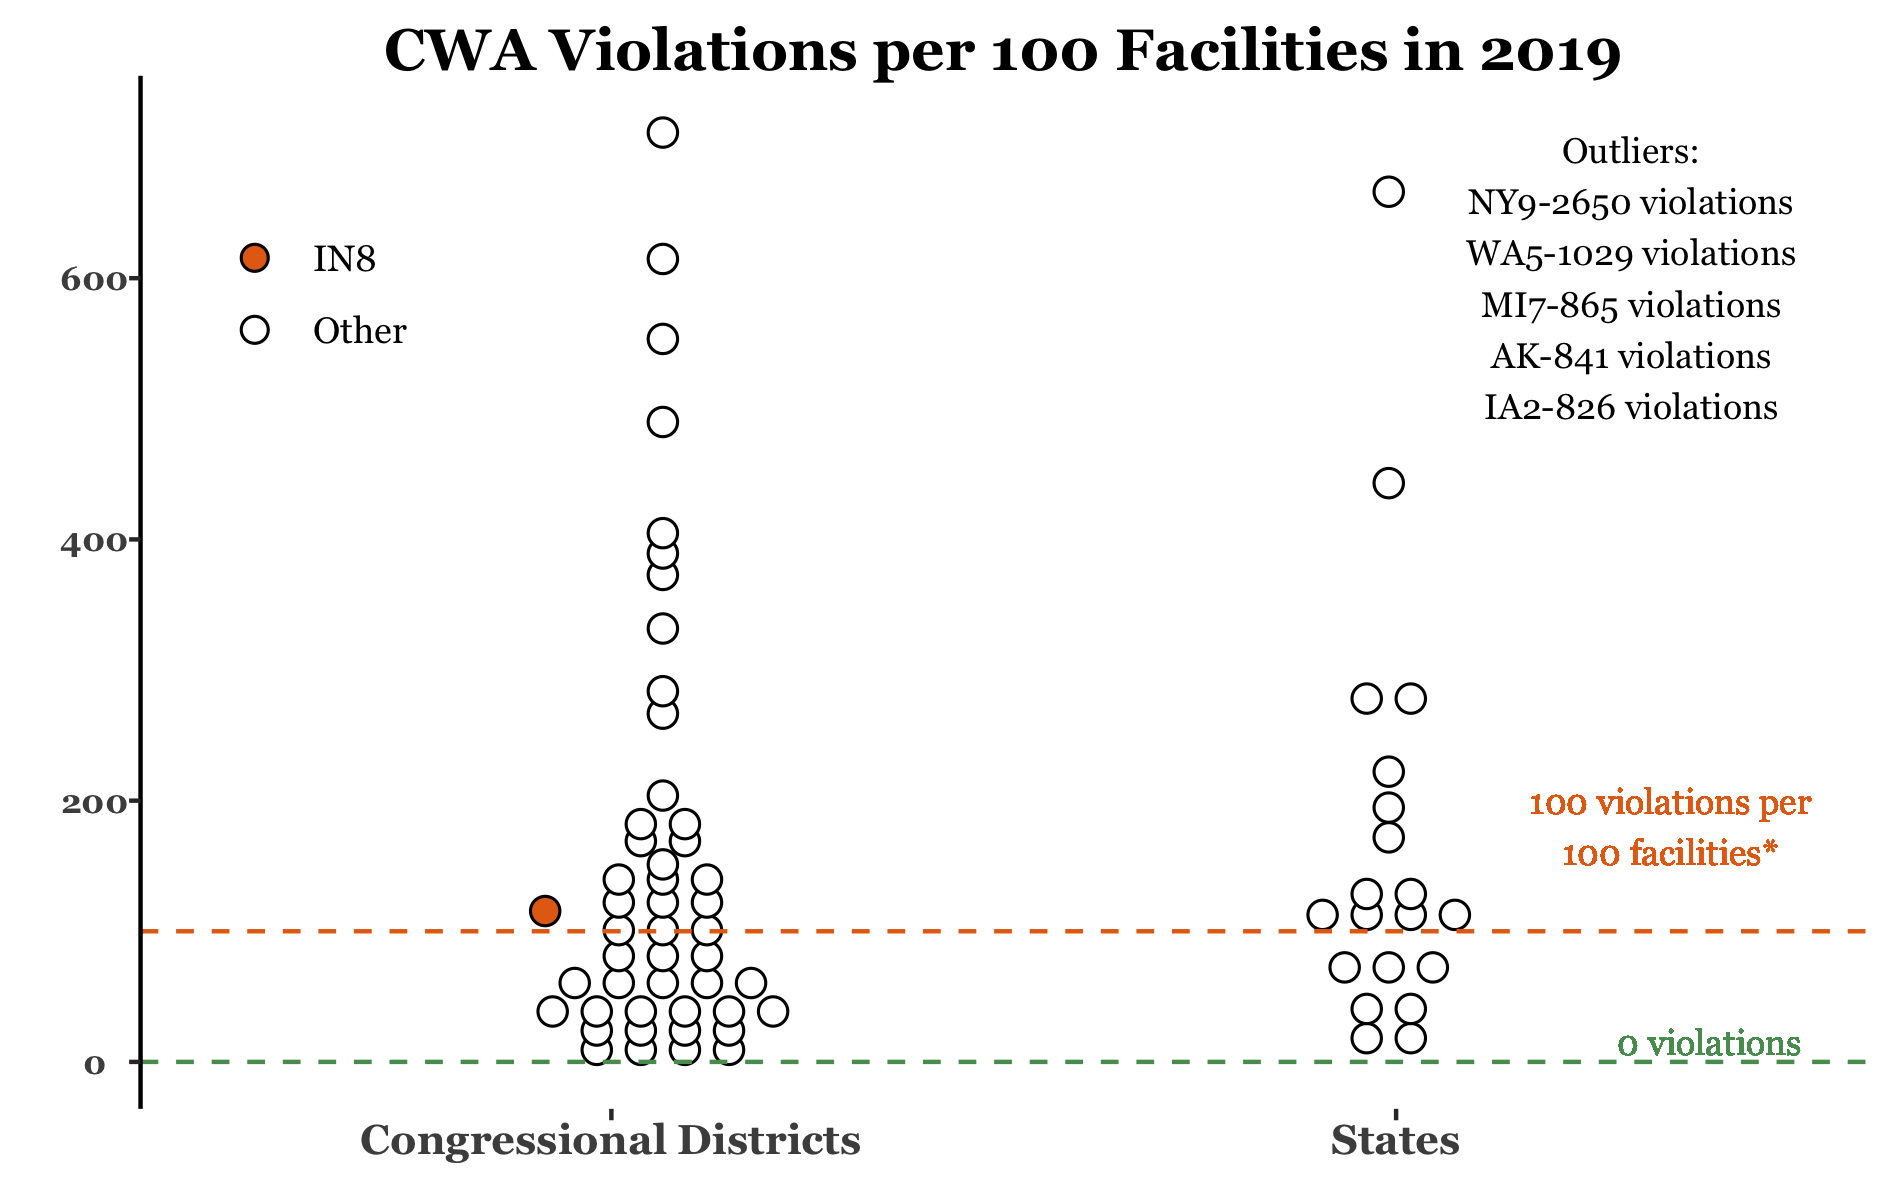 CWA Violations per 100 Facilities in 2019
Outliers:
NY9-2650 violations
WA5-1029 violations
MI7-865 violations
AK-841 violations
IA2-826 violations
IN8
Other
600
400
200
0
100 violations per
100 facilities*
0 violations
Congressional Districts
States